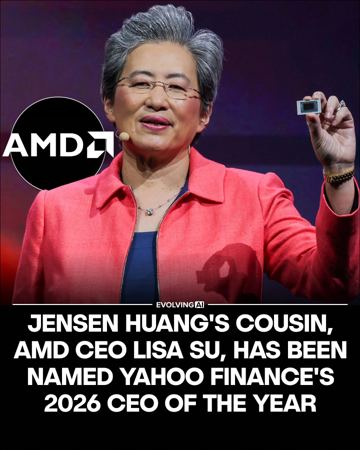 AMD
EVOLVING AI
JENSEN HUANG'S COUSIN,
AMD CEO LISA SU, HAS BEEN
NAMED YAHOO FINANCE'S
2026 CEO OF THE YEAR